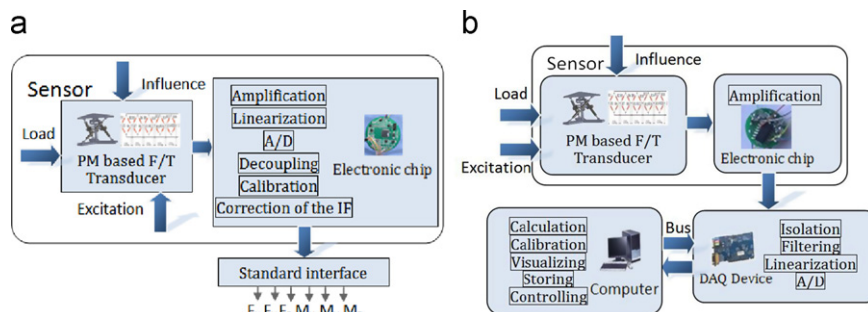 a
Sensor
Influence
Load
PM based F/T
Transducer
Excitation
Amplification
Linearization
A/D
Decoupling
Calibration
Correction of the IF
Electronic chip
Standard interface
b
Sensor
Influence
Load
Excitation
PM based F/T
Transducer
Amplification
Electronic chip
Calculation
Calibration
Visualizing
Storing
Controlling
Computer
Bus
DAQ Device
Isolation
Filtering
Linearization
A/D